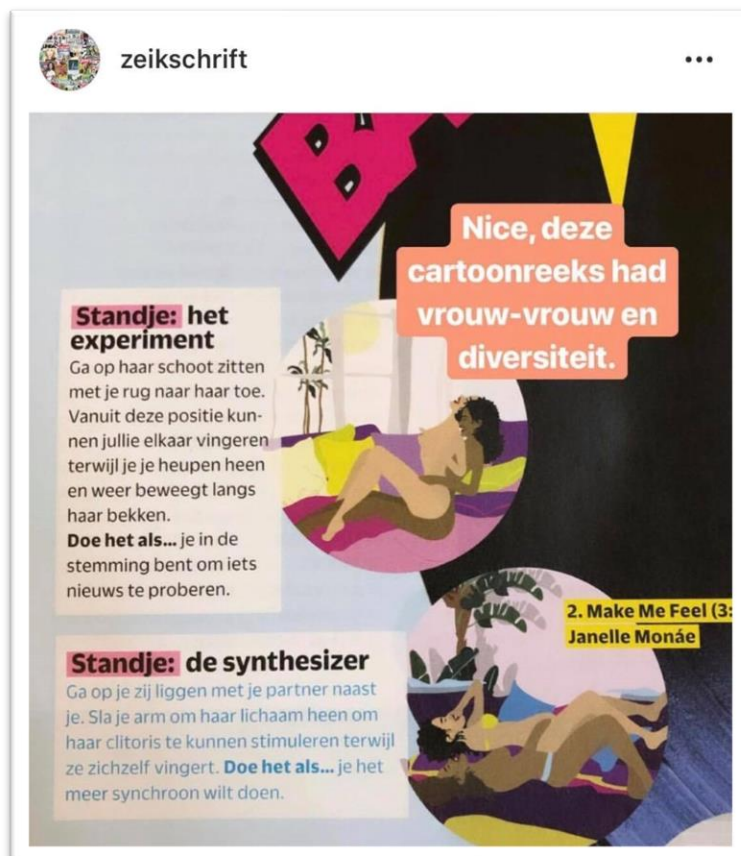 zeikschrift
BA
Nice, deze
cartoonreeks had
vrouw-vrouw en
diversiteit.
Standje: het
experiment
Ga op haar schoot zitten
met je rug naar haar toe.
Vanuit deze positie kun-
nen jullie elkaar vingeren
terwijl je je heupen heen
en weer beweegt langs
haar bekken.
Doe het als... je in de
stemming bent om iets
nieuws te proberen.
2. Make Me Feel (3:
Janelle Monáe
Standje: de synthesizer
Ga op je zij liggen met je partner naast
je. Sla je arm om haar lichaam heen om
haar clitoris te kunnen stimuleren terwijl
ze zichzelf vingert. Doe het als... je het
meer synchroon wilt doen.